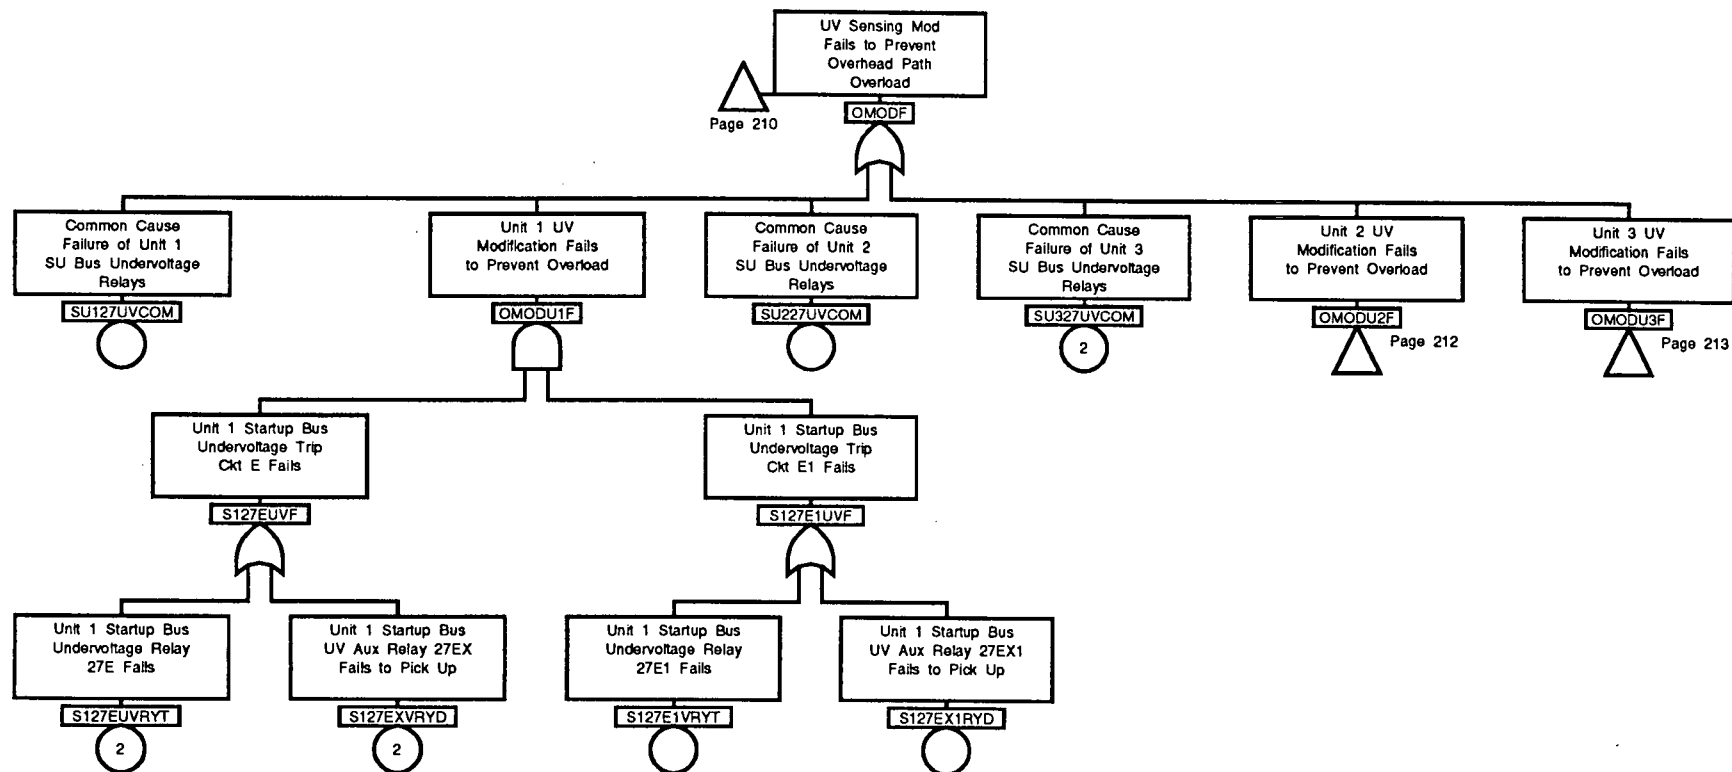 UV Sensing Mod
Fails to Prevent
Overhead Path
Overload
Page 210
OMODF
Common Cause
Failure of Unit 1
SU Bus Undervoltage
Relays
SU127UVCOM
Unit 1 UV
Modification Fails
to Prevent Overload
OMODU1F
Common Cause
Failure of Unit 2
SU Bus Undervoltage
Relays
SU227UVCOM
Common Cause
Failure of Unit 3
SU Bus Undervoltage
Relays
SU327UVCOM
2
Unit 2 UV
Modification Fails
to Prevent Overload
OMODU2F
Page 212
Unit 3 UV
Modification Fails
to Prevent Overload
OMODU3F
Page 213
Unit 1 Startup Bus
Undervoltage Trip
Ckt E Fails
S127EUVF
Unit 1 Startup Bus
Undervoltage Trip
Ckt E1 Fails
S127E1UVF
Unit 1 Startup Bus
Undervoltage Relay
27E Fails
S127EUVRYT
2
Unit 1 Startup Bus
UV Aux Relay 27EX
Fails to Pick Up
S127EXVRYD
2
Unit 1 Startup Bus
Undervoltage Relay
27E1 Fails
S127E1VRYT
Unit 1 Startup Bus
UV Aux Relay 27EX1
Fails to Pick Up
S127EX1RYD